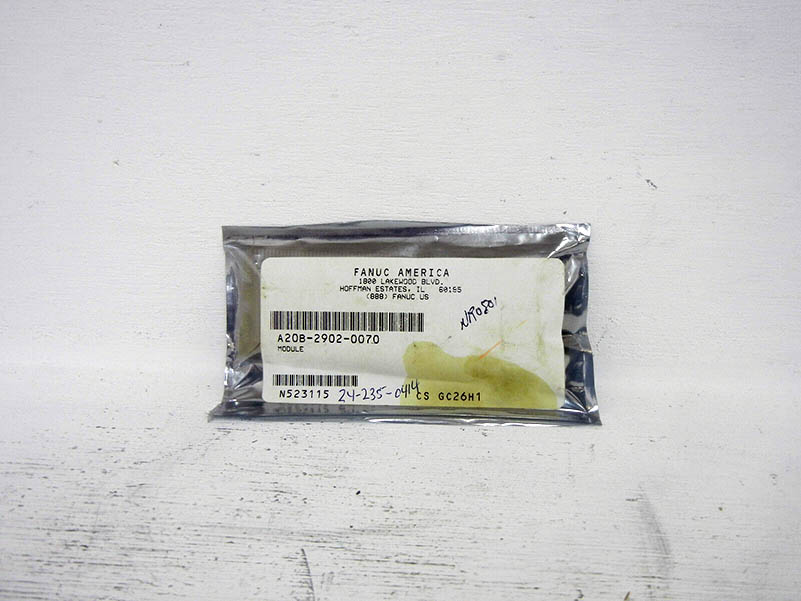 FANUC AMERICA
1800 LAKEWOOD BLVD.
HOFFMAN ESTATES, IL 60195
(888) FANUC US
NR0801
A20B-2902-0070
MODULE
N523115 24-235-0414 CS GC26H1